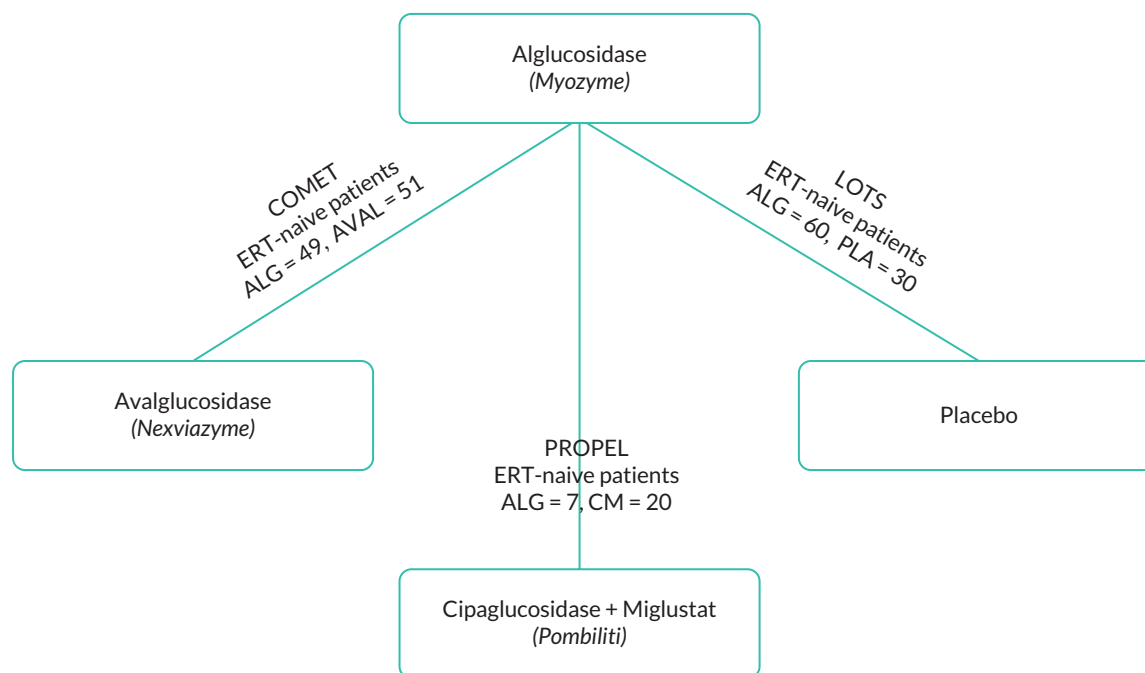 Alglucosidase
(Myozyme)
COMET
ERT-naive patients
ALG = 49, AVAL = 51
LOTS
ERT-naive patients
ALG = 60, PLA = 30
Avalglucosidase
(Nexviazyme)
Placebo
PROPEL
ERT-naive patients
ALG = 7, CM = 20
Cipaglucosidase + Miglustat
(Pombiliti)